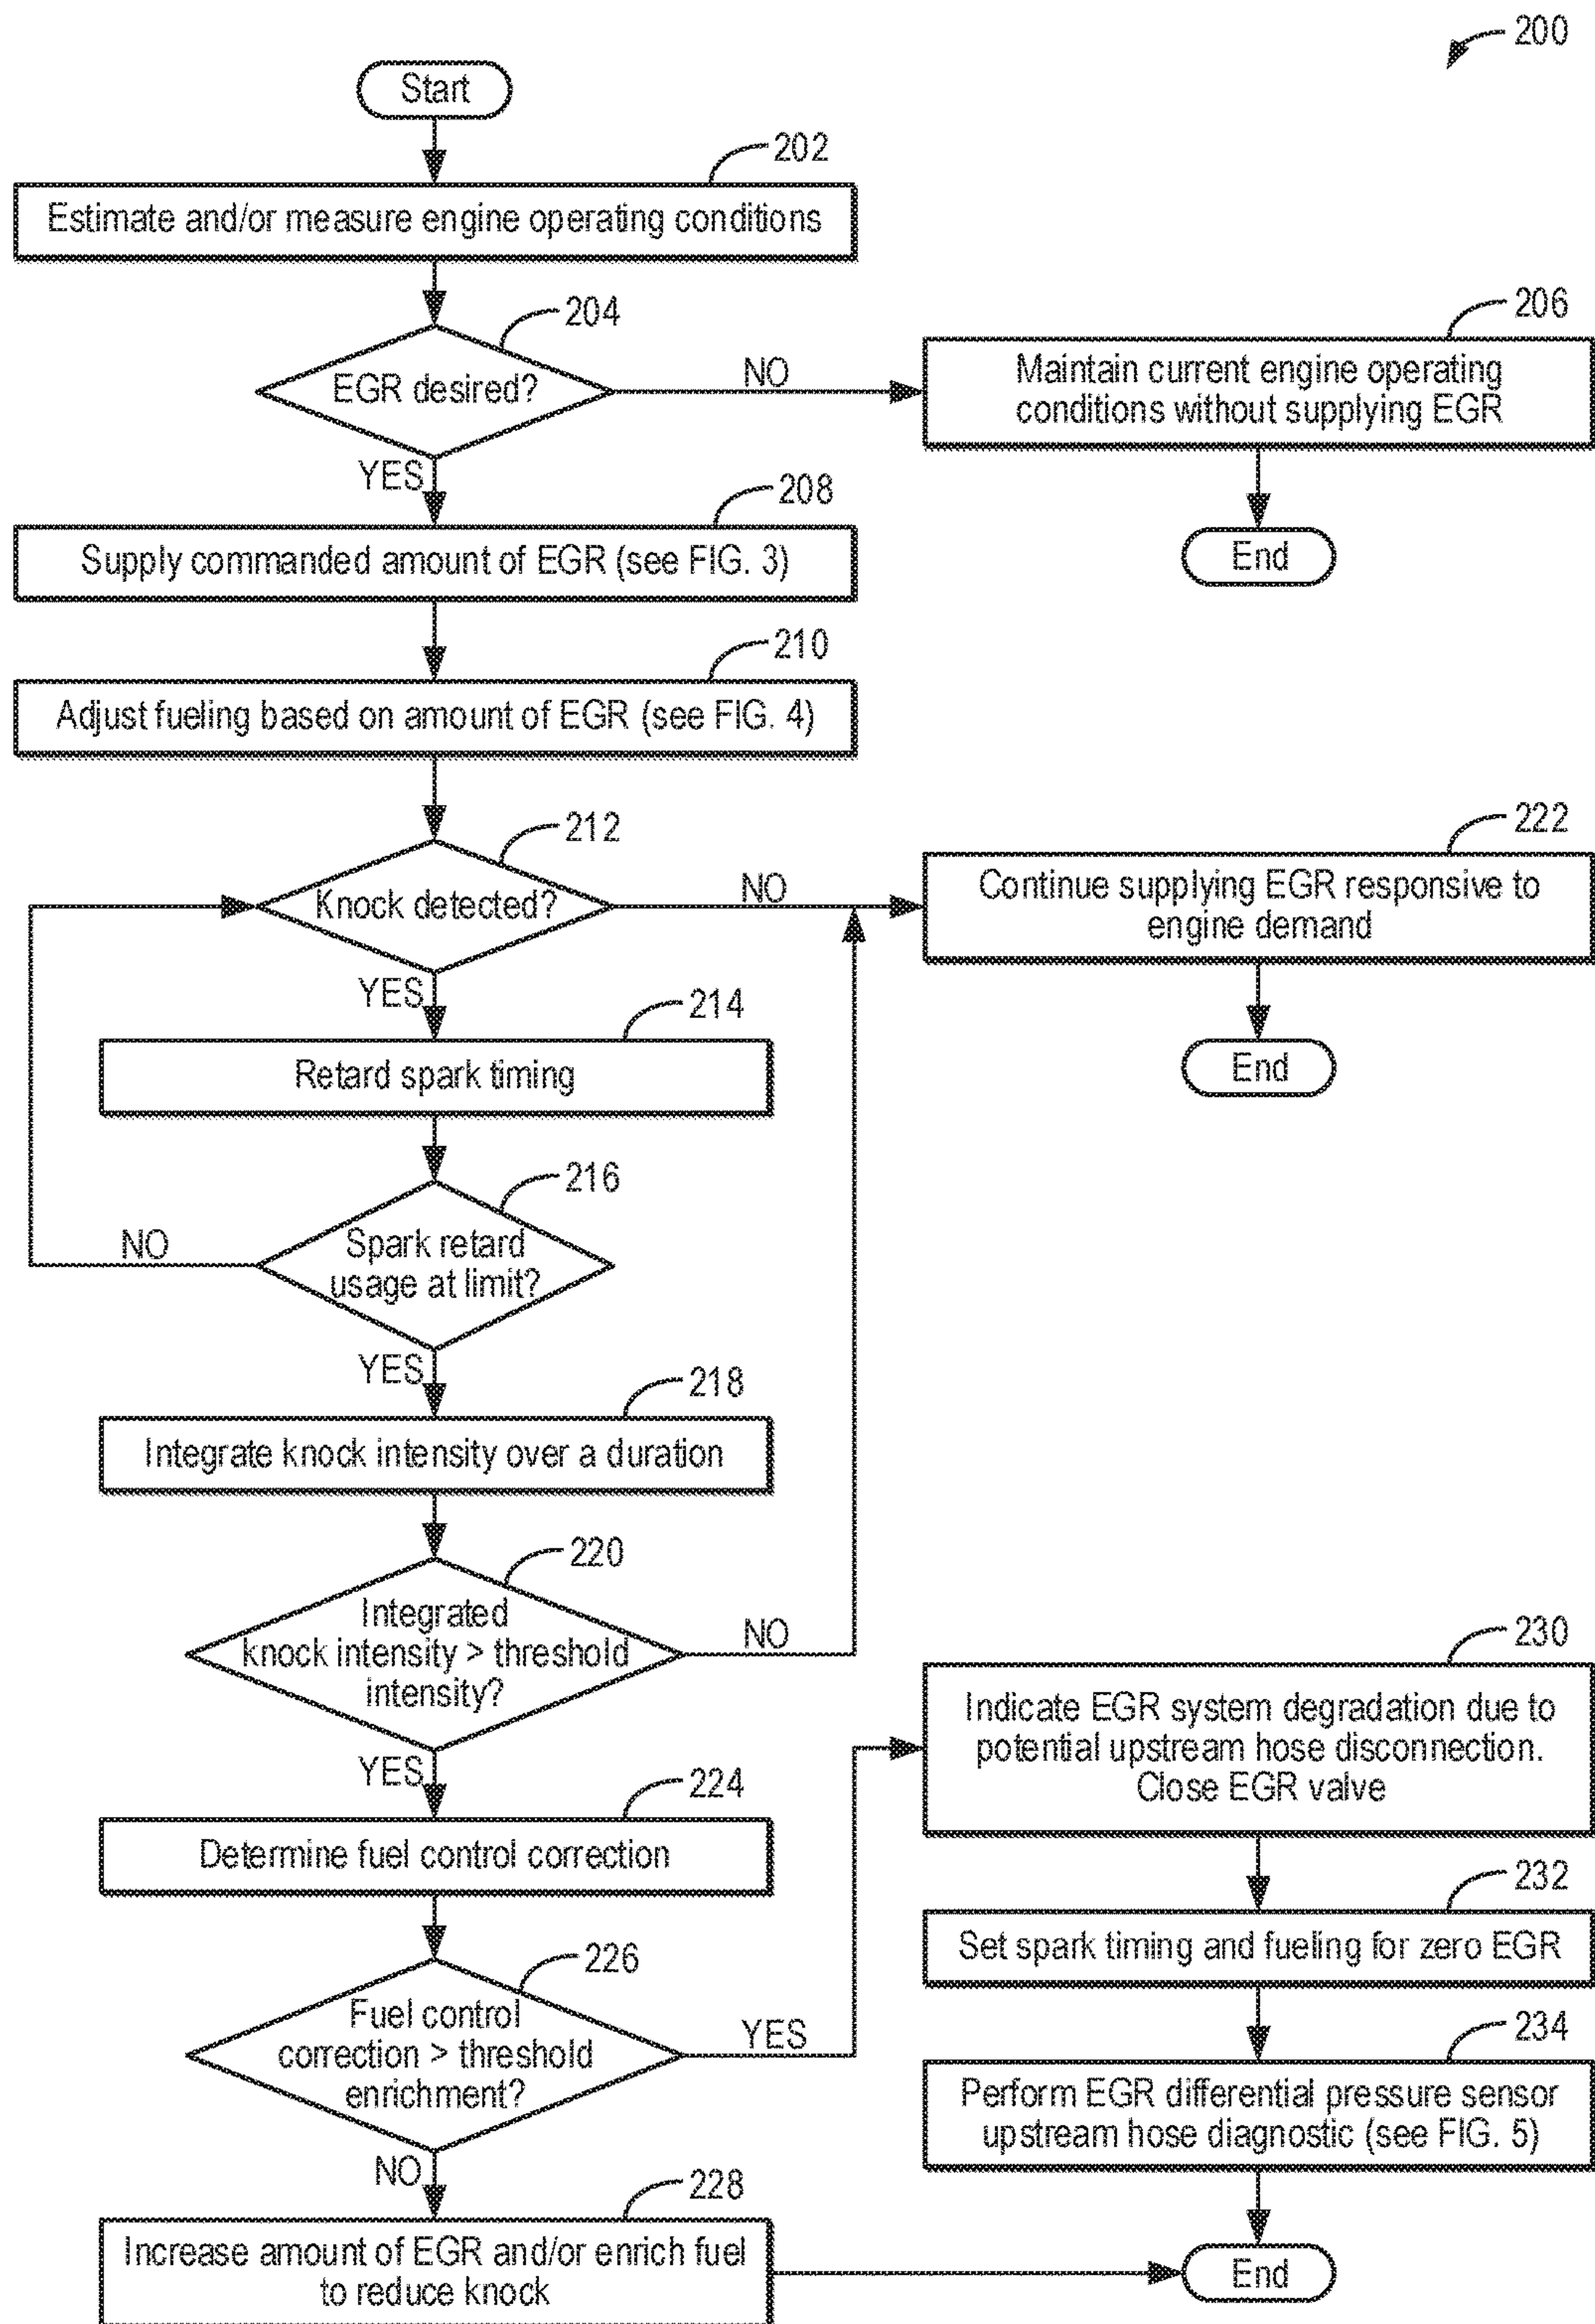 200
Start
202
Estimate and/or measure engine operating conditions
204
EGR desired?
NO
YES
206
Maintain current engine operating
conditions without supplying EGR
End
208
Supply commanded amount of EGR (see FIG. 3)
210
Adjust fueling based on amount of EGR (see FIG. 4)
212
Knock detected?
NO
YES
222
Continue supplying EGR responsive to
engine demand
End
214
Retard spark timing
216
Spark retard
usage at limit?
NO
YES
218
Integrate knock intensity over a duration
220
Integrated
knock intensity > threshold
intensity?
NO
YES
224
Determine fuel control correction
226
Fuel control
correction > threshold
enrichment?
YES
NO
228
Increase amount of EGR and/or enrich fuel
to reduce knock
230
Indicate EGR system degradation due to
potential upstream hose disconnection.
Close EGR valve
232
Set spark timing and fueling for zero EGR
234
Perform EGR differential pressure sensor
upstream hose diagnostic (see FIG. 5)
End